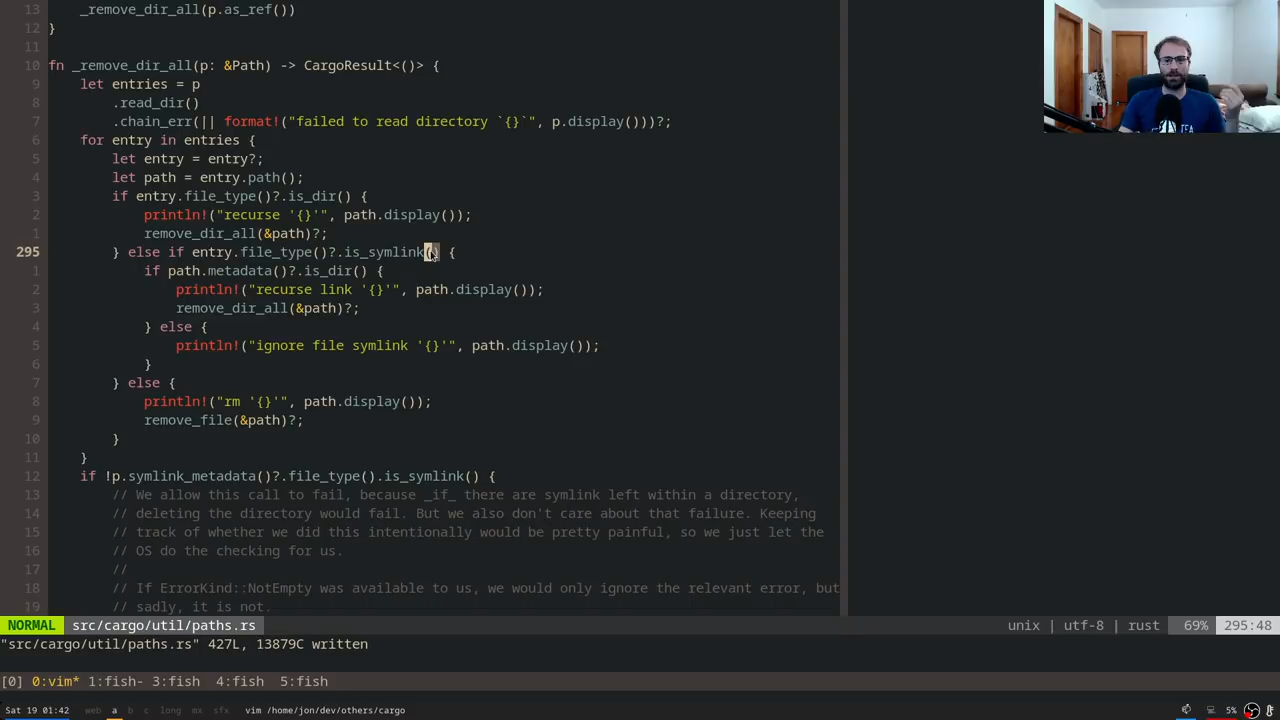 13     _remove_dir_all(p.as_ref())
12 }
11
10 fn _remove_dir_all(p: &Path) -> CargoResult<()> {
9     let entries = p
8         .read_dir()
7         .chain_err(|| format!("failed to read directory `{}`", p.display()))?;
6     for entry in entries {
5         let entry = entry?;
4         let path = entry.path();
3         if entry.file_type()?.is_dir() {
2             println!("recurse '{}'", path.display());
1             remove_dir_all(&path)?;
295         } else if entry.file_type()?.is_symlink() {
1             if path.metadata()?.is_dir() {
2                 println!("recurse link '{}'", path.display());
3                 remove_dir_all(&path)?;
4             } else {
5                 println!("ignore file symlink '{}'", path.display());
6             }
7         } else {
8             println!("rm '{}'", path.display());
9             remove_file(&path)?;
10         }
11     }
12     if !p.symlink_metadata()?.file_type().is_symlink() {
13         // We allow this call to fail, because _if_ there are symlink left within a directory,
14         // deleting the directory would fail. But we also don't care about that failure. Keeping
15         // track of whether we did this intentionally would be pretty painful, so we just let the
16         // OS do the checking for us.
17         //
18         // If ErrorKind::NotEmpty was available to us, we would only ignore the relevant error, but
19         // sadly, it is not.
NORMAL src/cargo/util/paths.rs unix | utf-8 | rust 69% 295:48
"src/cargo/util/paths.rs" 427L, 13879C written
[0] 0:vim* 1:fish- 3:fish 4:fish 5:fish
Sat 19 01:42 web a b c long mx sfx vim /home/jon/dev/others/cargo 5%